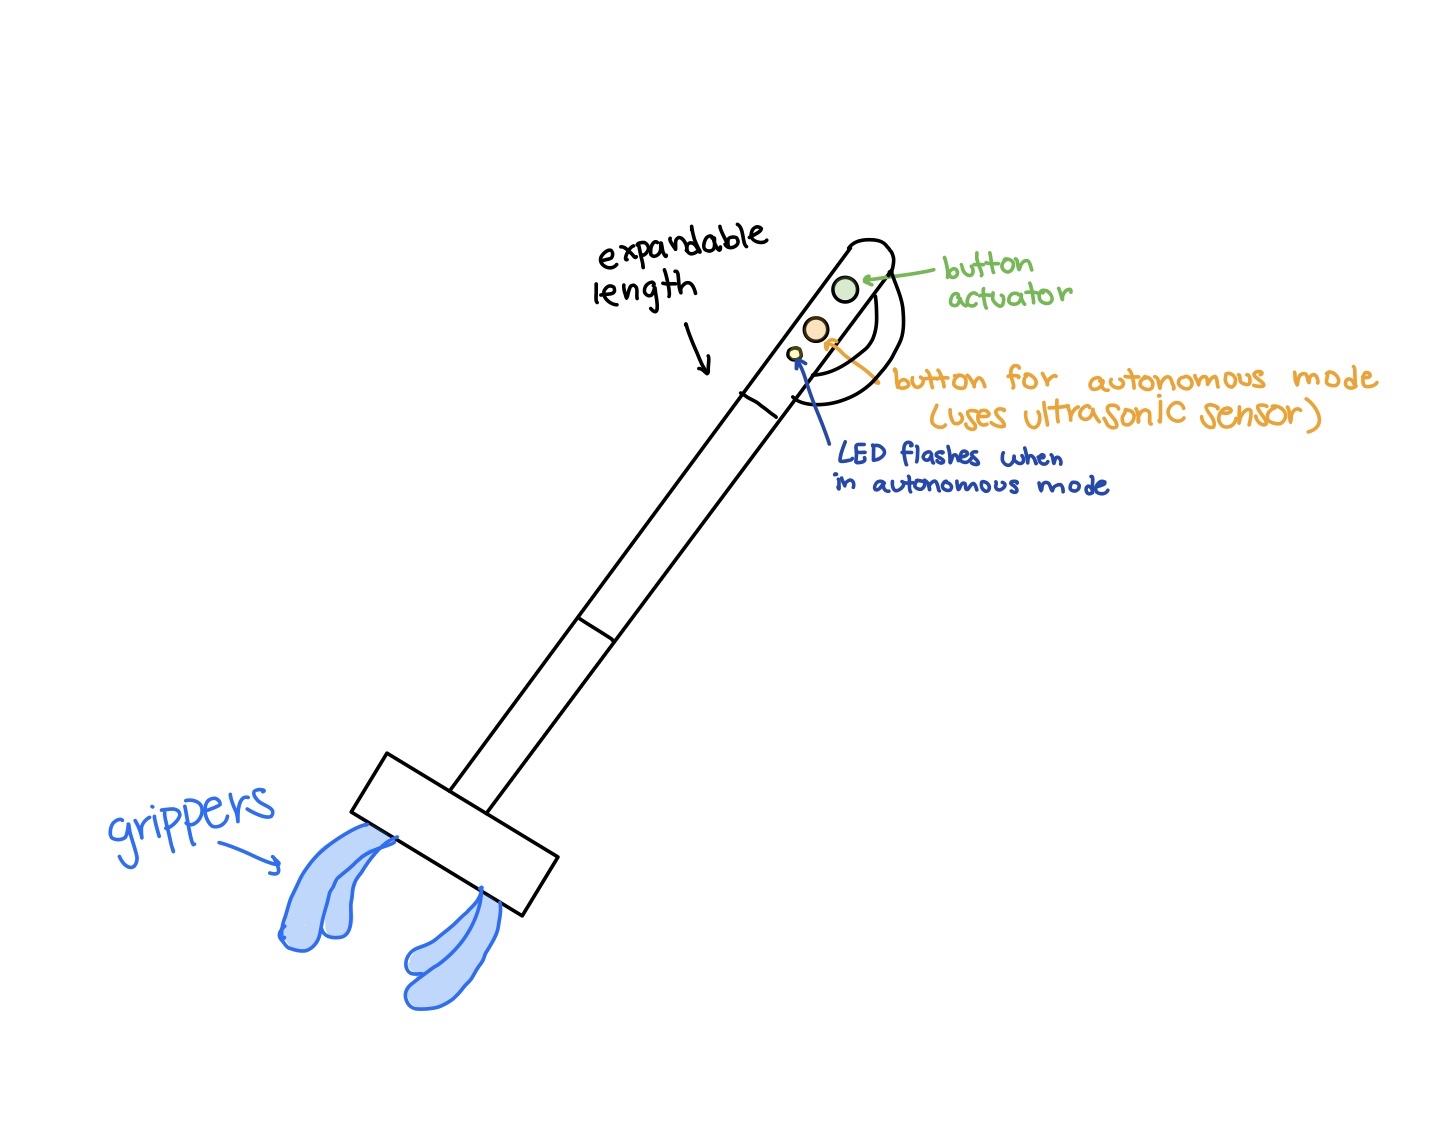 expandable
length
button
actuator
button for autonomous mode
(uses ultrasonic sensor)
LED flashes when
in autonomous mode
grippers